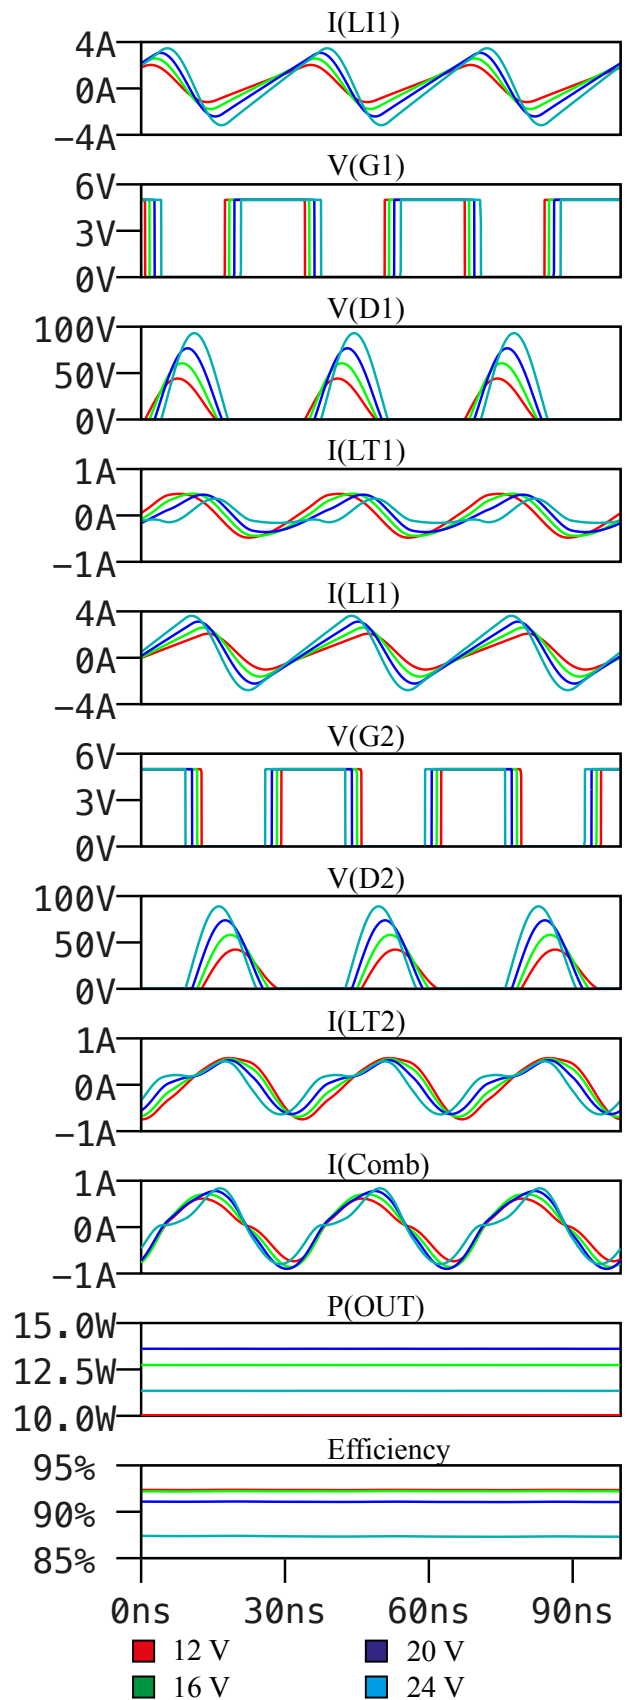 I(LI1)
4A
0A
−4A
V(G1)
6V
3V
0V
V(D1)
100V
50V
0V
I(LT1)
1A
0A
−1A
I(LI1)
4A
0A
−4A
V(G2)
6V
3V
0V
V(D2)
100V
50V
0V
I(LT2)
1A
0A
−1A
I(Comb)
1A
0A
−1A
P(OUT)
15.0W
12.5W
10.0W
Efficiency
95%
90%
85%
0ns 30ns 60ns 90ns
12 V 20 V
16 V 24 V